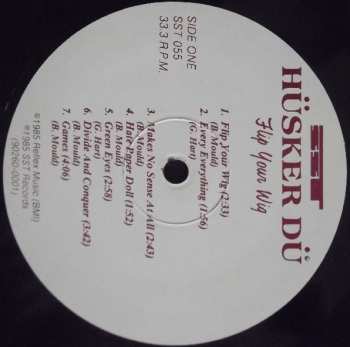 SST
HÜSKER DÜ
Flip Your Wig
SIDE ONE
SST 055
33.3 R.P.M.
1. Flip Your Wig (2:33)
(B. Mould)
2. Every Everything (1:56)
(G. Hart)
3. Makes No Sense At All (2:43)
(B. Mould)
4. Hate Paper Doll (1:52)
(B. Mould)
5. Green Eyes (2:58)
(G. Hart)
6. Divide And Conquer (3:42)
(B. Mould)
7. Games (4:06)
(B. Mould)
©1985 Reflex Music (BMI)
℗1985 SST Records
(90260-0001)